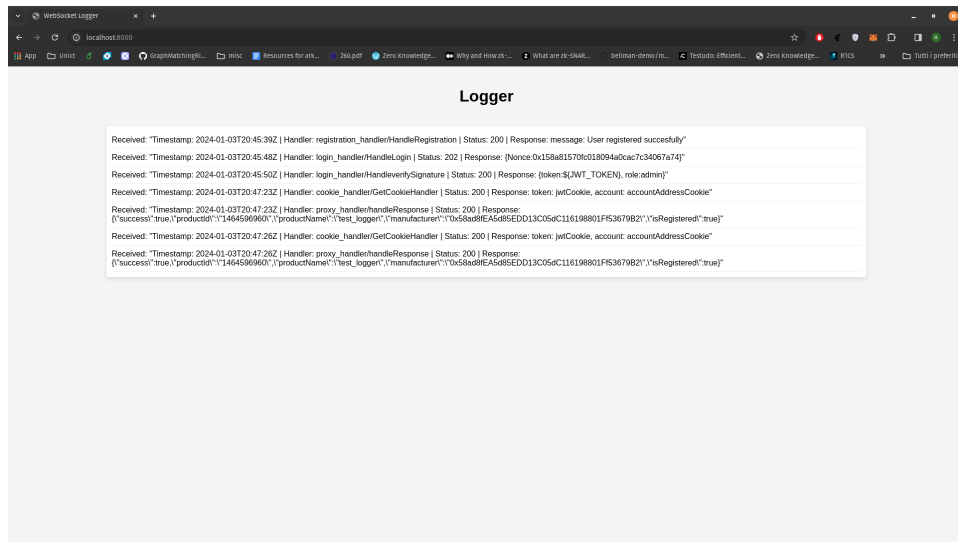 WebSocket Logger
localhost:8000
App Unict GraphMatchingRi... misc Resources for ark... 260.pdf Zero Knowledge... Why and How zk-... What are zk-SNAR... bellman-demo/m... Testudo: Efficient... Zero Knowledge... R1CS » Tutti i preferiti
Logger
Received: "Timestamp: 2024-01-03T20:45:39Z | Handler: registration_handler/HandleRegistration | Status: 200 | Response: message: User registered succesfully"
Received: "Timestamp: 2024-01-03T20:45:48Z | Handler: login_handler/HandleLogin | Status: 202 | Response: {Nonce:0x158a81570fc018094a0cac7c34067a74}"
Received: "Timestamp: 2024-01-03T20:45:50Z | Handler: login_handler/HandleverifySignature | Status: 200 | Response: {token:${JWT_TOKEN}, role:admin}"
Received: "Timestamp: 2024-01-03T20:47:23Z | Handler: cookie_handler/GetCookieHandler | Status: 200 | Response: token: jwtCookie, account: accountAddressCookie"
Received: "Timestamp: 2024-01-03T20:47:23Z | Handler: proxy_handler/handleResponse | Status: 200 | Response:
{\"success\":true,\"productId\":\"1464596960\",\"productName\":\"test_logger\",\"manufacturer\":\"0x58ad8fEA5d85EDD13C05dC116198801Ff53679B2\",\"isRegistered\":true}"
Received: "Timestamp: 2024-01-03T20:47:26Z | Handler: cookie_handler/GetCookieHandler | Status: 200 | Response: token: jwtCookie, account: accountAddressCookie"
Received: "Timestamp: 2024-01-03T20:47:26Z | Handler: proxy_handler/handleResponse | Status: 200 | Response:
{\"success\":true,\"productId\":\"1464596960\",\"productName\":\"test_logger\",\"manufacturer\":\"0x58ad8fEA5d85EDD13C05dC116198801Ff53679B2\",\"isRegistered\":true}"